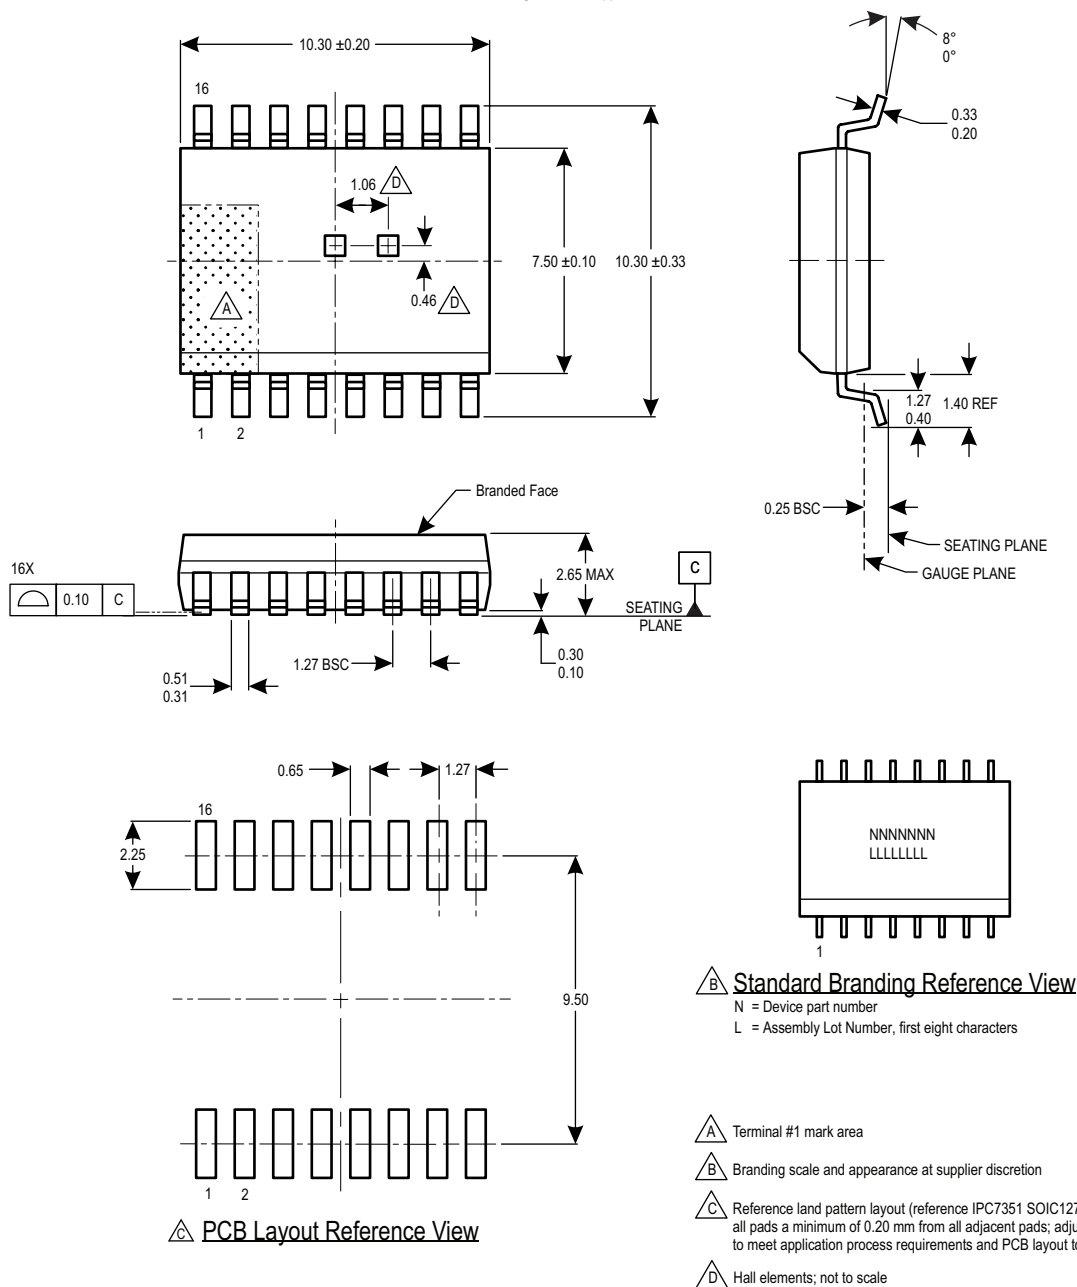 10.30 ±0.20
8°
0°
16
0.33
0.20
1.06 D
7.50 ±0.10 10.30 ±0.33
0.46 D
A
1.27
0.40
1.40 REF
1 2
0.25 BSC
Branded Face
SEATING PLANE
GAUGE PLANE
16X
0.10 C
2.65 MAX
C
SEATING
PLANE
1.27 BSC
0.30
0.10
0.51
0.31
0.65
1.27
16
2.25
NNNNNNN
LLLLLLLL
1
9.50
B Standard Branding Reference View
N = Device part number
L = Assembly Lot Number, first eight characters
A Terminal #1 mark area
B Branding scale and appearance at supplier discretion
1 2
C Reference land pattern layout (reference IPC7351 SOIC127
all pads a minimum of 0.20 mm from all adjacent pads;
to meet application process requirements and PCB layout
C PCB Layout Reference View
D Hall elements; not to scale